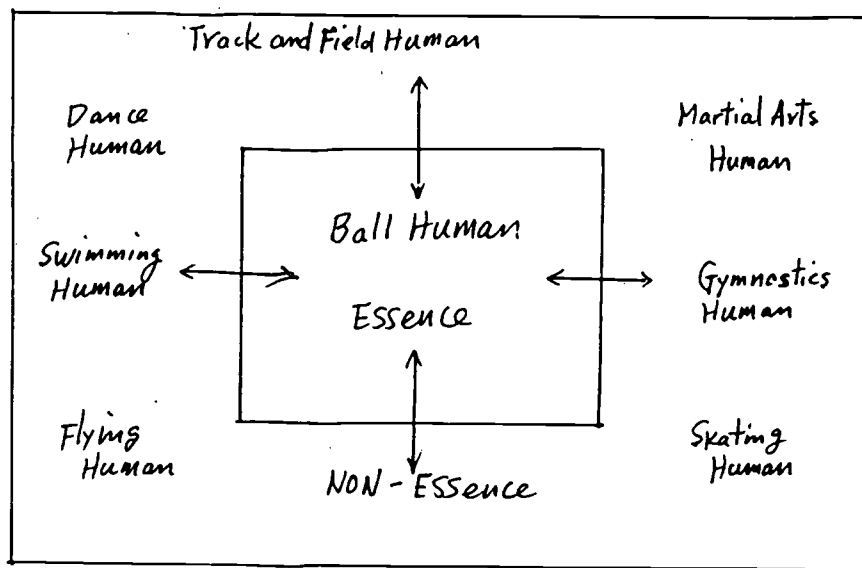 Track and Field Human
Dance
Human
Martial Arts
Human
Ball Human
Swimming
Human
Gymnestics
Human
Essence
Flying
Human
Skating
Human
NON-Essence